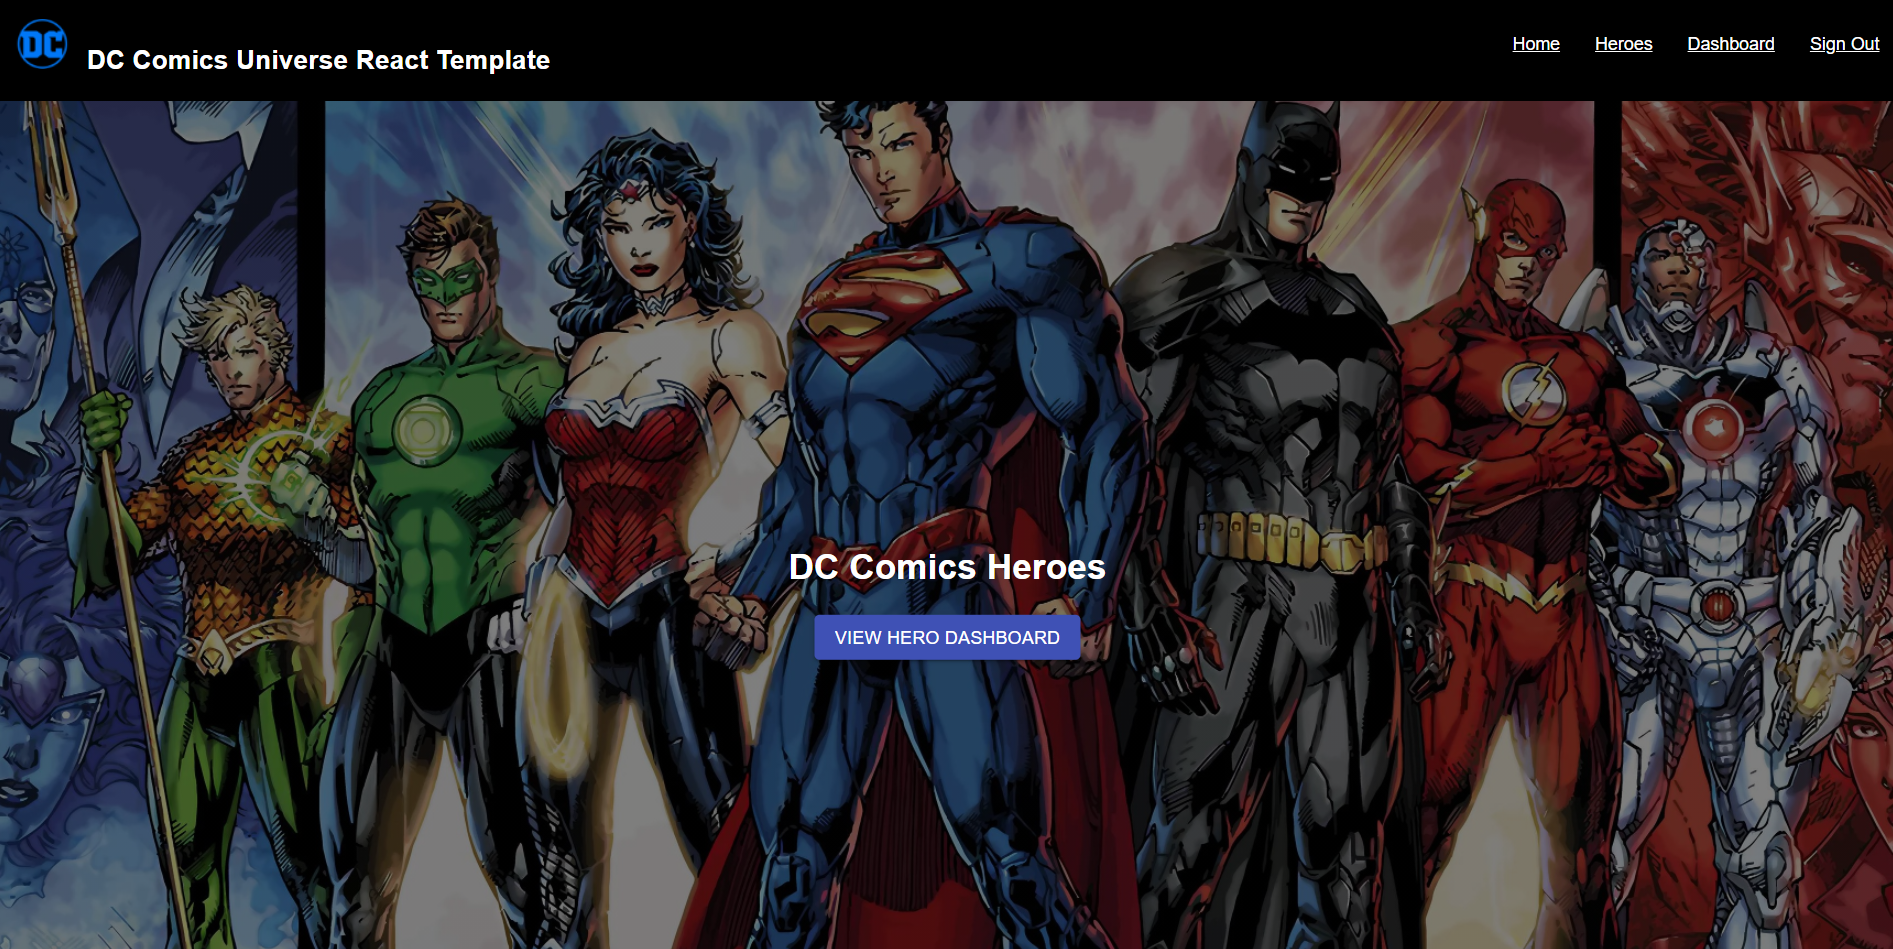 DC
DC Comics Universe React Template
Home Heroes Dashboard Sign Out
DC Comics Heroes
VIEW HERO DASHBOARD